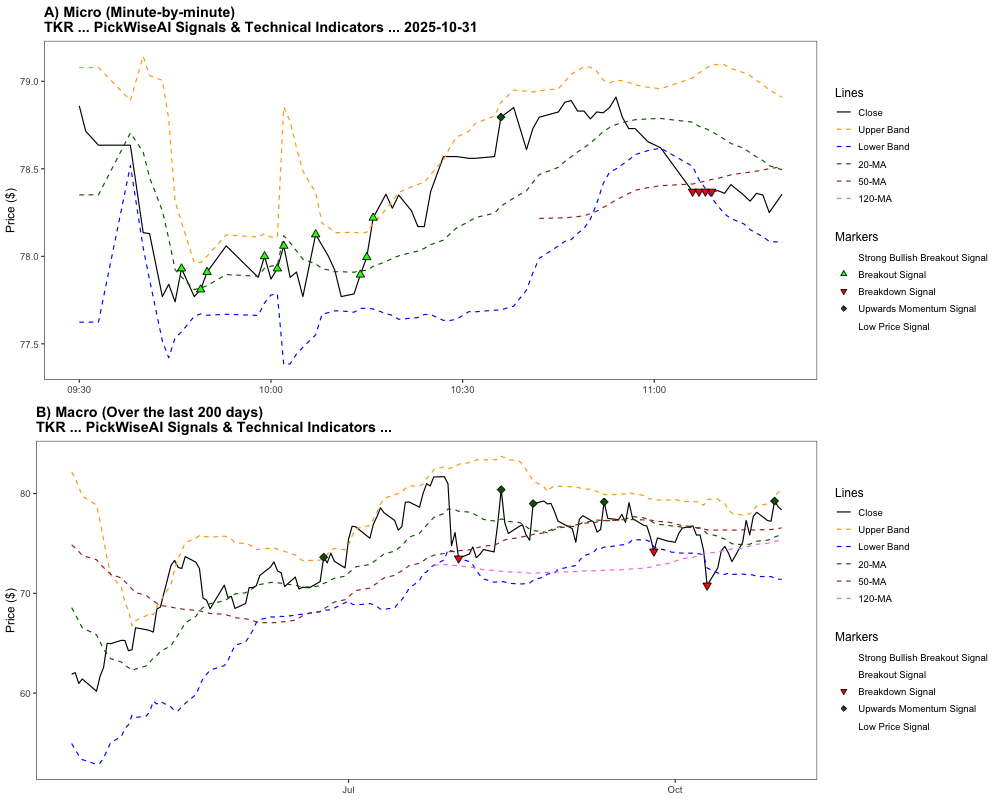 A) Micro (Minute-by-minute)
TKR ... PickWiseAI Signals & Technical Indicators ... 2025-10-31
Price ($)
79.0
78.5
78.0
77.5
09:30
10:00
10:30
11:00
Lines
Close
Upper Band
Lower Band
20-MA
50-MA
120-MA
Markers
Strong Bullish Breakout Signal
Breakout Signal
Breakdown Signal
Upwards Momentum Signal
Low Price Signal
B) Macro (Over the last 200 days)
TKR ... PickWiseAI Signals & Technical Indicators ...
Price ($)
80
70
60
Jul
Oct
Lines
Close
Upper Band
Lower Band
20-MA
50-MA
120-MA
Markers
Strong Bullish Breakout Signal
Breakout Signal
Breakdown Signal
Upwards Momentum Signal
Low Price Signal